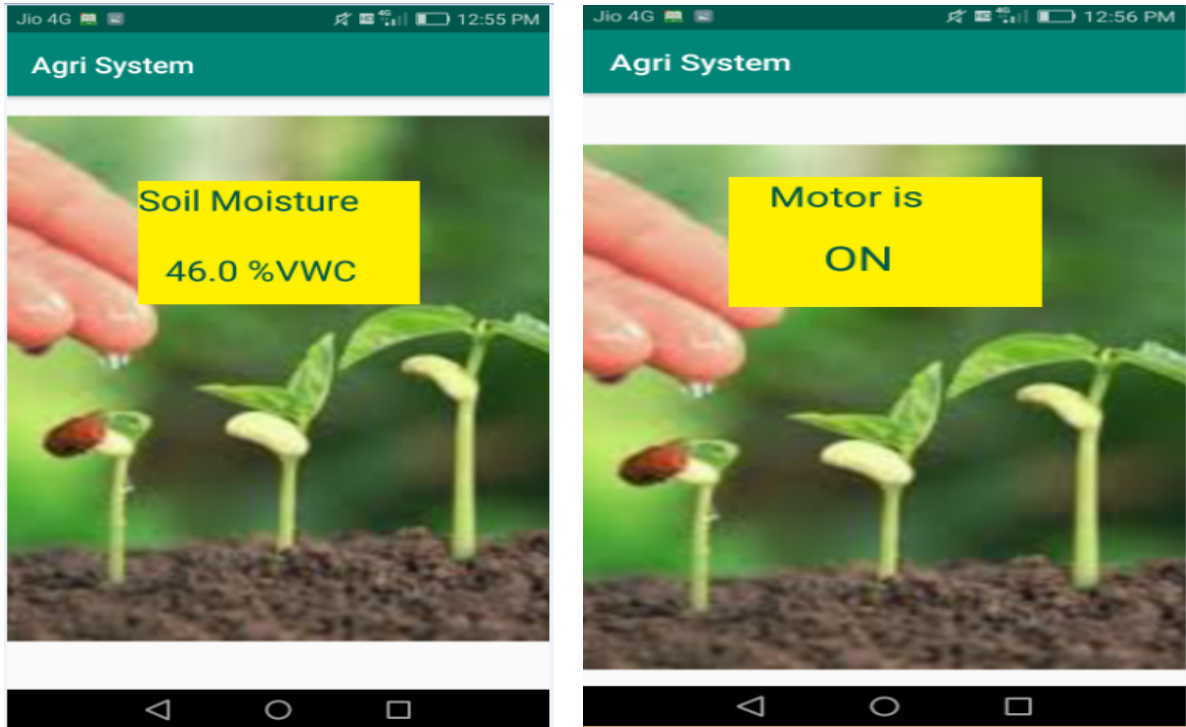 Jio 4G
12:55 PM
Agri System
Soil Moisture
46.0 %VWC
Jio 4G
12:56 PM
Agri System
Motor is
ON